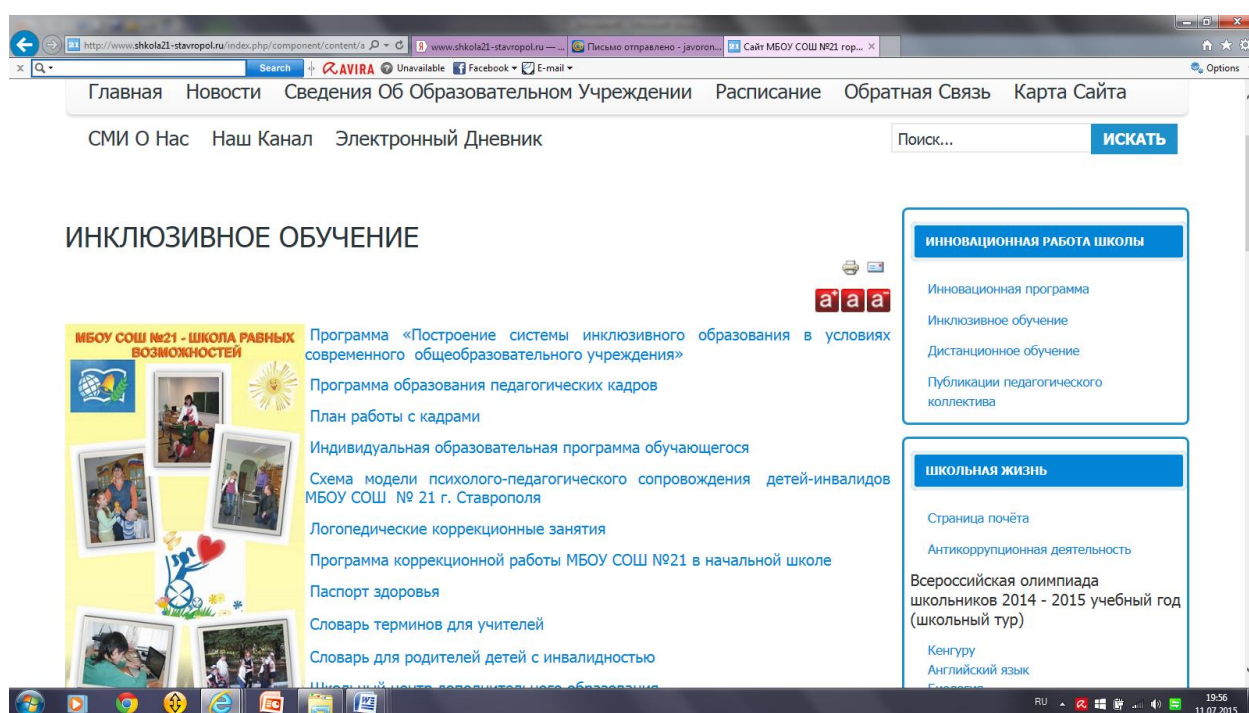 http://www.shkola21-stavropol.ru/index.php/component/content/a
www.shkola21-stavropol.ru — ...
Письмо отправлено - javoron...
Сайт МБОУ СОШ №21 гор...
Search
AVIRA
Unavailable
Facebook
E-mail
Options
Главная Новости Сведения Об Образовательном Учреждении Расписание Обратная Связь Карта Сайта
СМИ О Нас Наш Канал Электронный Дневник
Поиск...
ИСКАТЬ
ИНКЛЮЗИВНОЕ ОБУЧЕНИЕ
a+ a a-
МБОУ СОШ №21 - ШКОЛА РАВНЫХ
ВОЗМОЖНОСТЕЙ
Программа «Построение системы инклюзивного образования в условиях
современного общеобразовательного учреждения»
Программа образования педагогических кадров
План работы с кадрами
Индивидуальная образовательная программа обучающегося
Схема модели психолого-педагогического сопровождения детей-инвалидов
МБОУ СОШ № 21 г. Ставрополя
Логопедические коррекционные занятия
Программа коррекционной работы МБОУ СОШ №21 в начальной школе
Паспорт здоровья
Словарь терминов для учителей
Словарь для родителей детей с инвалидностью
Школьный центр дополнительного образования
ИННОВАЦИОННАЯ РАБОТА ШКОЛЫ
Инновационная программа
Инклюзивное обучение
Дистанционное обучение
Публикации педагогического
коллектива
ШКОЛЬНАЯ ЖИЗНЬ
Страница почёта
Антикоррупционная деятельность
Всероссийская олимпиада
школьников 2014 - 2015 учебный год
(школьный тур)
Кенгуру
Английский язык
Биология
RU
19:56
11.07.2015